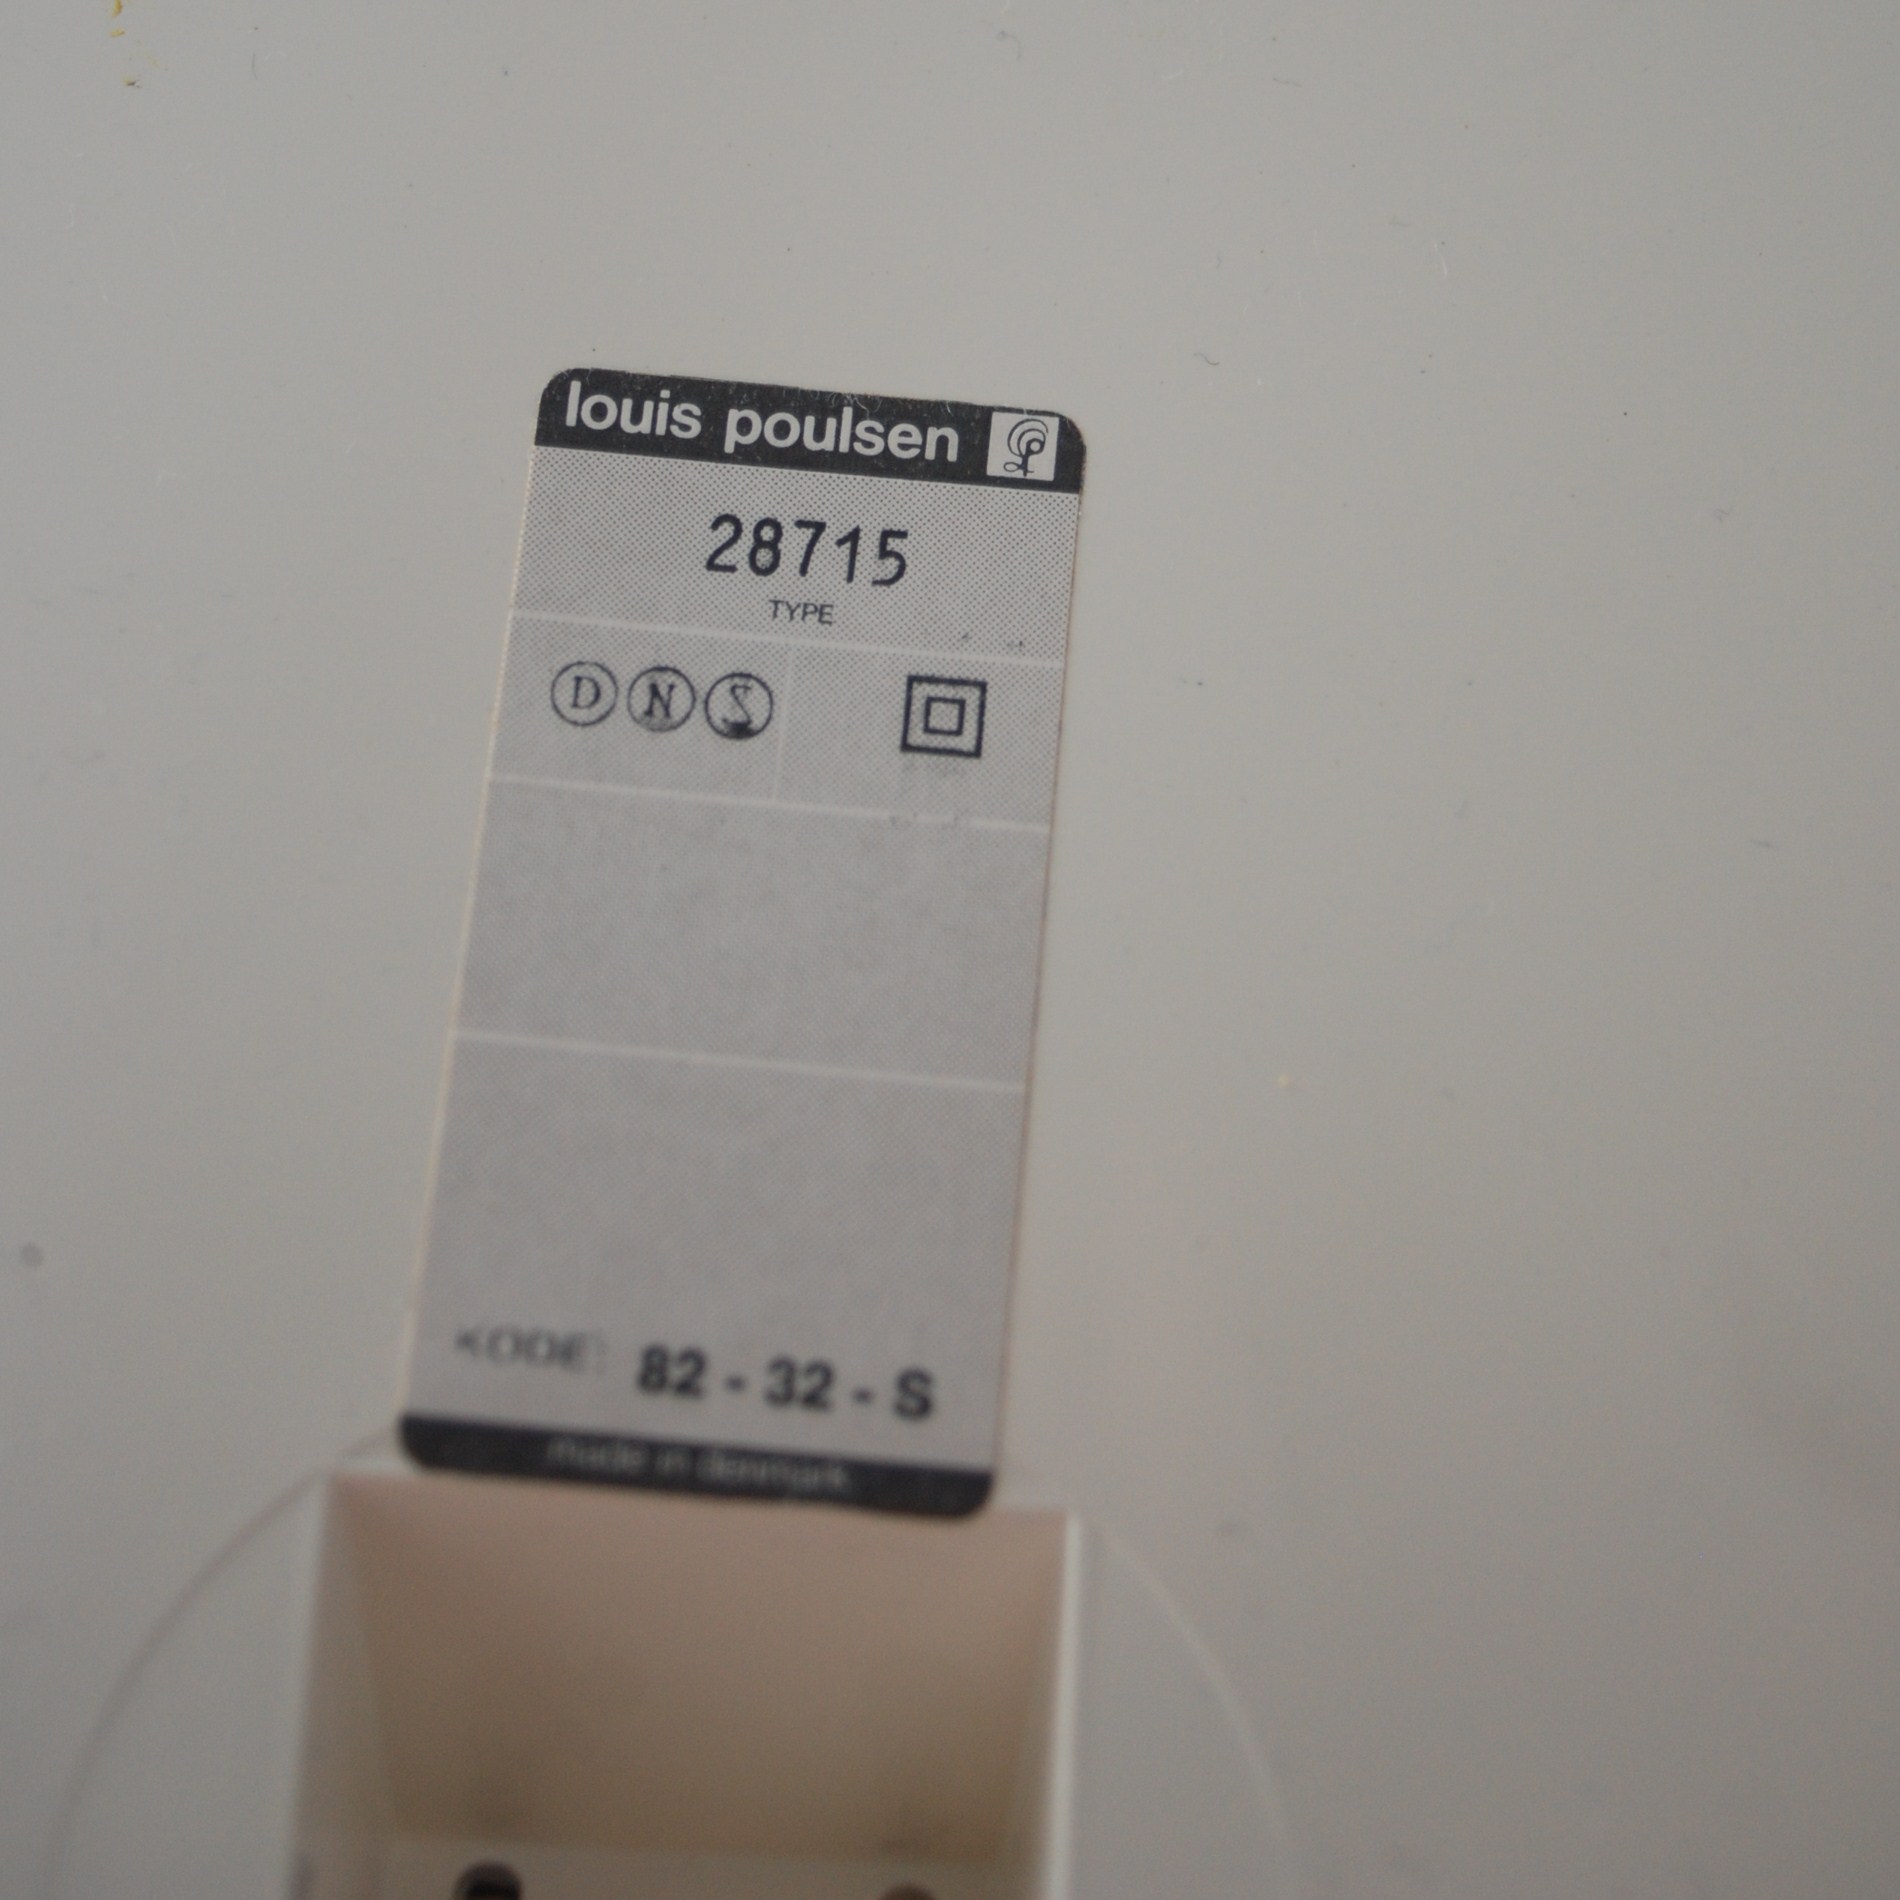 louis poulsen
28715
TYPE
D N S
KODE: 82 - 32 - S
made in denmark